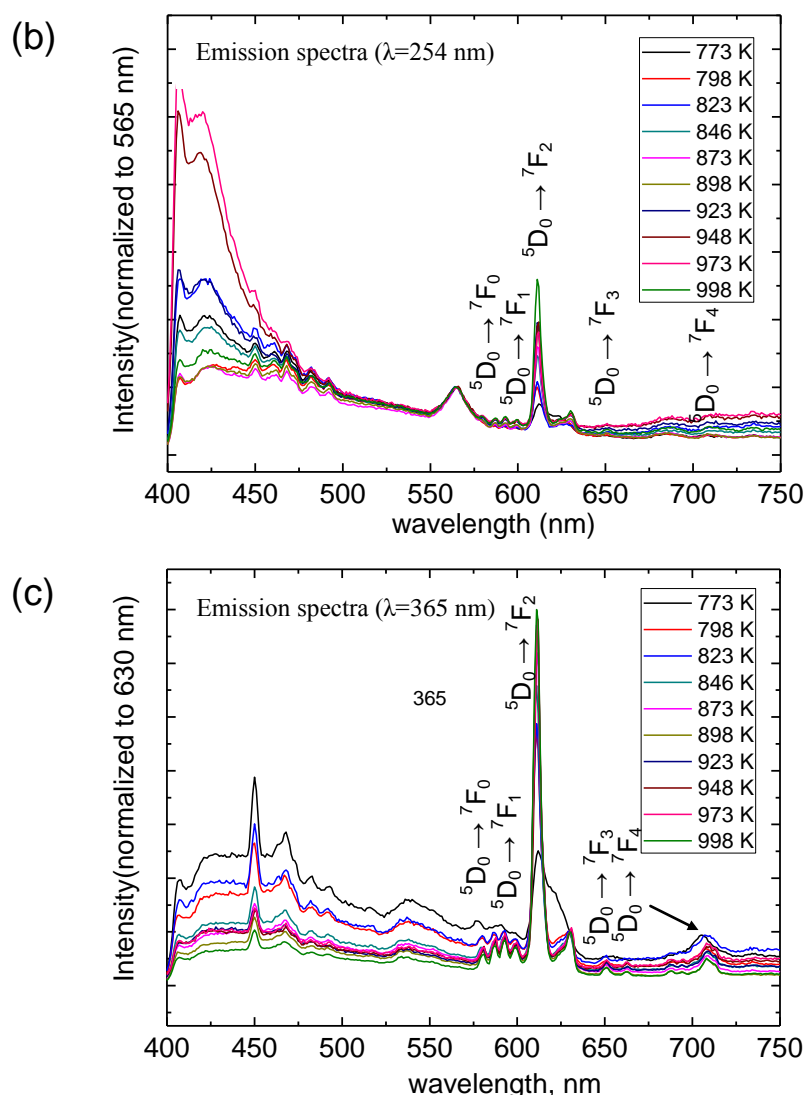 (b)
Emission spectra (λ=254 nm)
Intensity(normalized to 565 nm)
773 K
798 K
823 K
846 K
873 K
898 K
923 K
948 K
973 K
998 K
⁵D₀ → ⁷F₀
⁵D₀ → ⁷F₁
⁵D₀ → ⁷F₂
⁵D₀ → ⁷F₃
⁵D₀ → ⁷F₄
400 450 500 550 600 650 700 750
wavelength (nm)
(c)
Emission spectra (λ=365 nm)
Intensity(normalized to 630 nm)
365
773 K
798 K
823 K
846 K
873 K
898 K
923 K
948 K
973 K
998 K
⁵D₀ → ⁷F₀
⁵D₀ → ⁷F₁
⁵D₀ → ⁷F₂
⁵D₀ → ⁷F₃
⁵D₀ → ⁷F₄
400 450 500 550 600 650 700 750
wavelength, nm